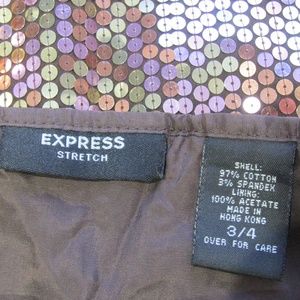 EXPRESS
STRETCH
SHELL:
97% COTTON
3% SPANDEX
LINING:
100% ACETATE
MADE IN
HONG KONG
3/4
OVER FOR CARE